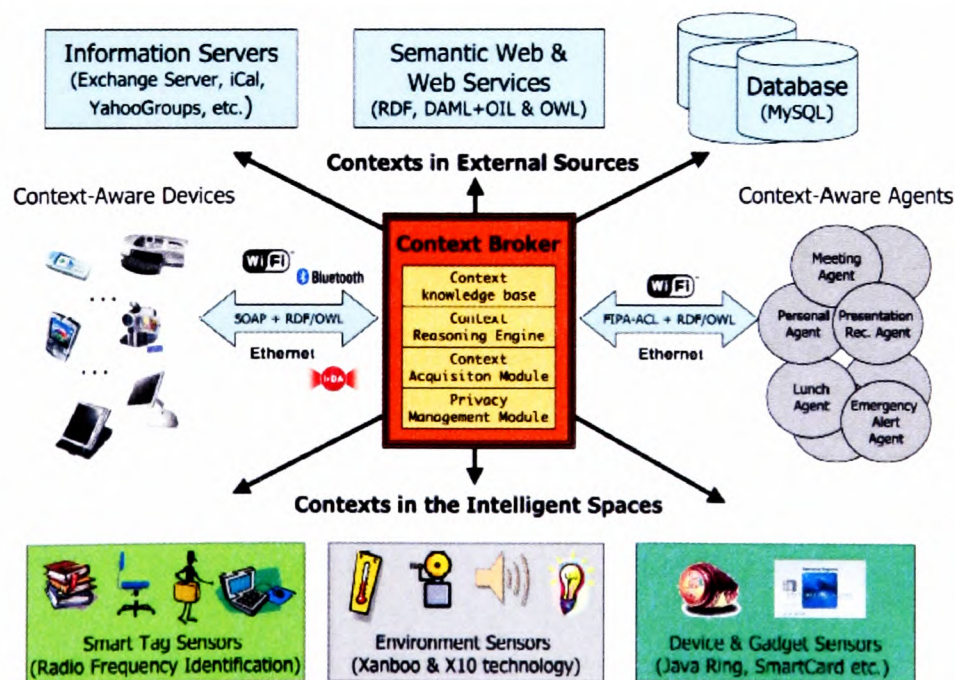 Information Servers
(Exchange Server, iCal,
YahooGroups, etc.)
Semantic Web &
Web Services
(RDF, DAML+OIL & OWL)
Database
(MySQL)
Contexts in External Sources
Context-Aware Devices
Context-Aware Agents
Context Broker
Context
knowledge base
Context
Reasoning Engine
Context
Acquisiton Module
Privacy
Management Module
WiFi™
Bluetooth
SOAP + RDF/OWL
Ethernet
IrDA
WiFi™
FIPA-ACL + RDF/OWL
Ethernet
Meeting
Agent
Personal
Agent
Presentation
Rec. Agent
Lunch
Agent
Emergency
Alert
Agent
Contexts in the Intelligent Spaces
Smart Tag Sensors
(Radio Frequency Identification)
Environment Sensors
(Xanboo & X10 technology)
Device & Gadget Sensors
(Java Ring, SmartCard etc.)